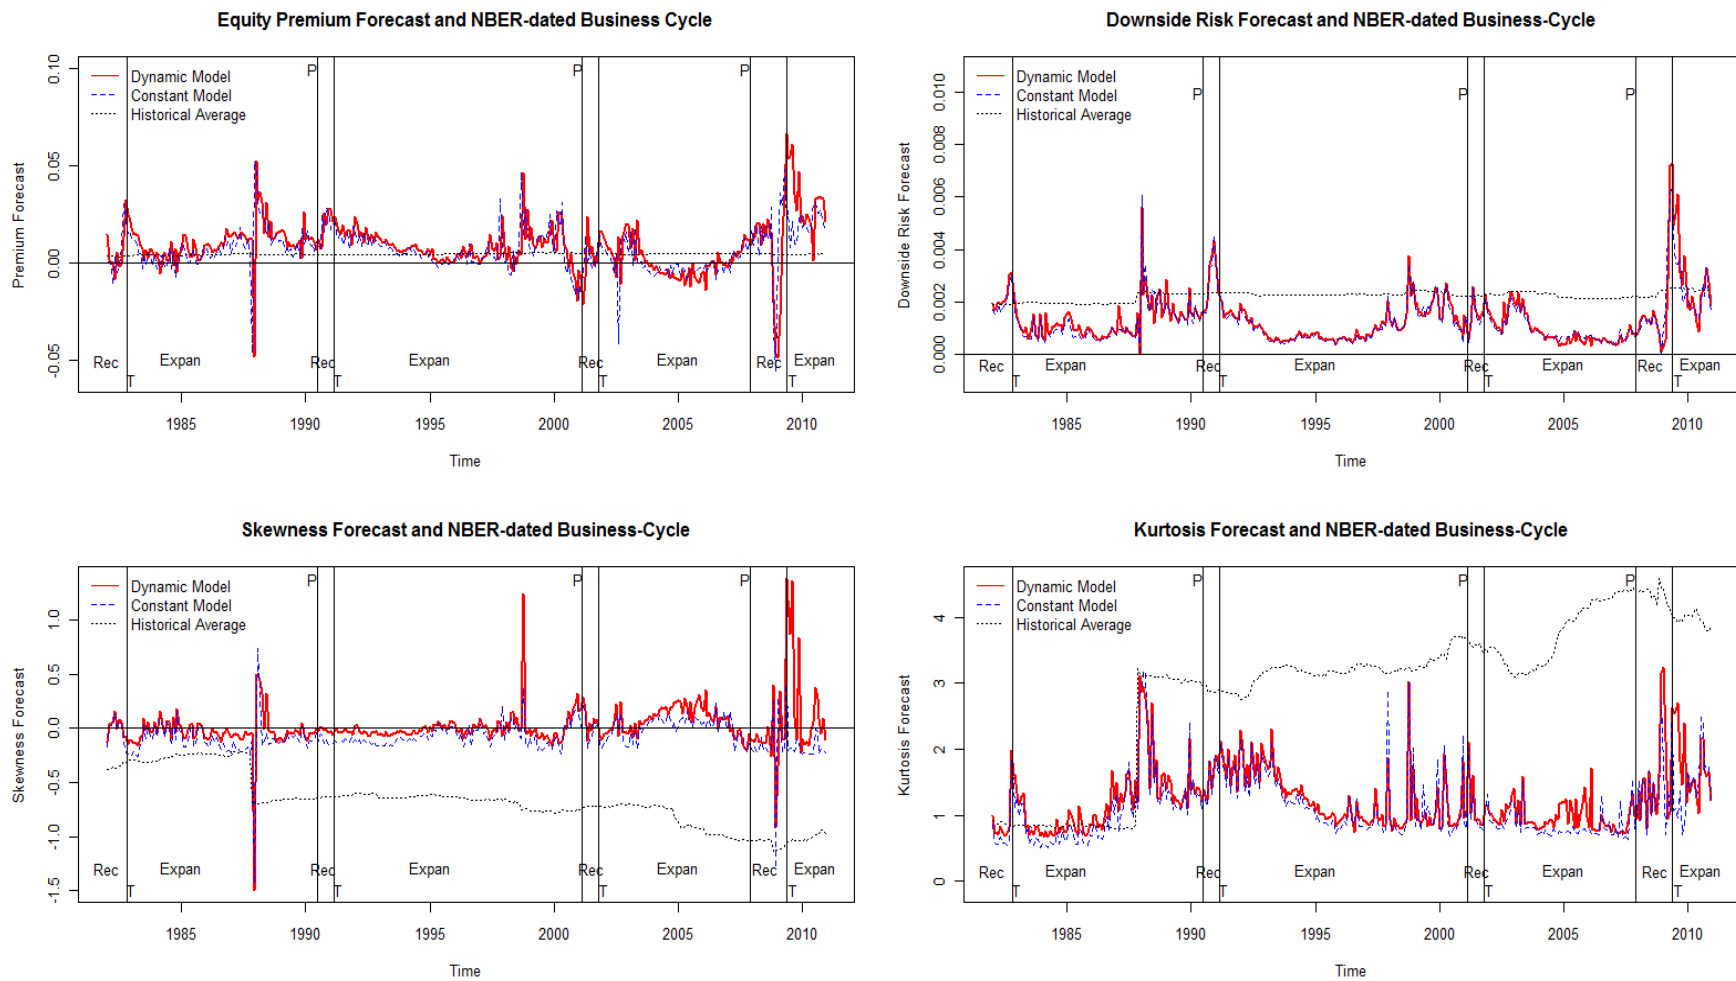 Equity Premium Forecast and NBER-dated Business Cycle
Premium Forecast
0.10
0.05
0.00
-0.05
Dynamic Model
Constant Model
Historical Average
P
P
P
Rec
Expan
Rec
Expan
Rec
Expan
Rec
Expan
T
T
T
T
1985
1990
1995
2000
2005
2010
Time
Downside Risk Forecast and NBER-dated Business-Cycle
Downside Risk Forecast
0.010
0.008
0.006
0.004
0.002
0.000
Dynamic Model
Constant Model
Historical Average
P
P
P
Rec
Expan
Rec
Expan
Rec
Expan
Rec
Expan
T
T
T
T
1985
1990
1995
2000
2005
2010
Time
Skewness Forecast and NBER-dated Business-Cycle
Skewness Forecast
1.0
0.5
0.0
-0.5
-1.0
-1.5
Dynamic Model
Constant Model
Historical Average
P
P
P
Rec
Expan
Rec
Expan
Rec
Expan
Rec
Expan
T
T
T
T
1985
1990
1995
2000
2005
2010
Time
Kurtosis Forecast and NBER-dated Business-Cycle
Kurtosis Forecast
4
3
2
1
0
Dynamic Model
Constant Model
Historical Average
P
P
P
Rec
Expan
Rec
Expan
Rec
Expan
Rec
Expan
T
T
T
T
1985
1990
1995
2000
2005
2010
Time